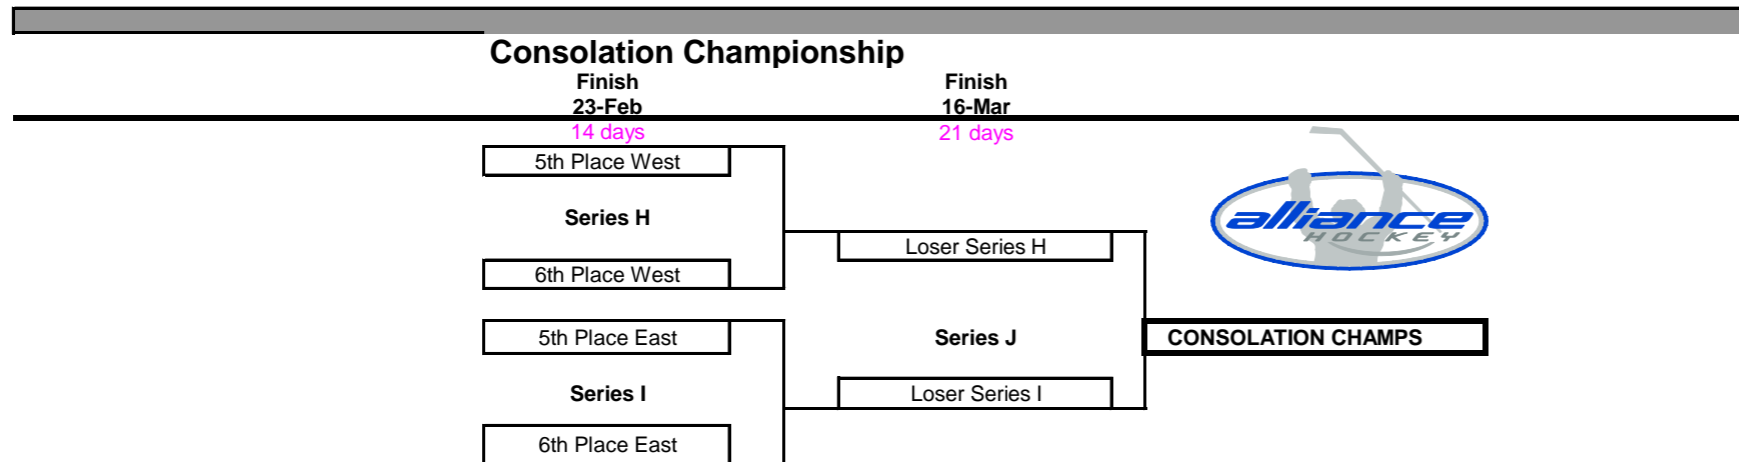 Consolation Championship
Finish Finish
23-Feb 16-Mar
14 days 21 days
5th Place West
Series H
alliance
HOCKEY
Loser Series H
6th Place West
5th Place East Series J CONSOLATION CHAMPS
Series I Loser Series I
6th Place East